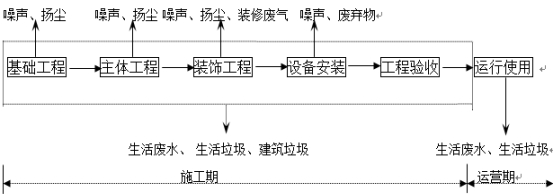 噪声、扬尘 噪声、扬尘 噪声、扬尘、装修废气 噪声、废弃物
基础工程 主体工程 装饰工程 设备安装 工程验收 运行使用
生活废水、生活垃圾、建筑垃圾 生活废水、生活垃圾
施工期 运营期